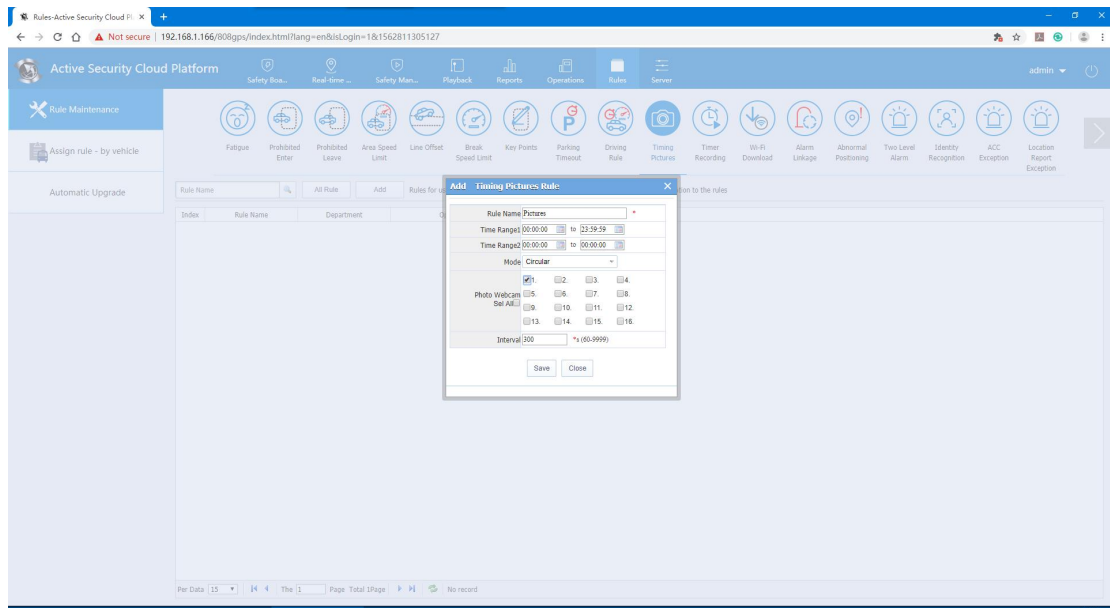 Rules-Active Security Cloud Pl
Not secure | 192.168.1.166/808gps/index.html?lang=en&lsLogin=1&1562811305127
Active Security Cloud Platform
Safety Boa... Real-time ... Safety Man... Playback Reports Operations Rules Server
admin
Rule Maintenance
Assign rule - by vehicle
Automatic Upgrade
Fatigue Prohibited Enter Prohibited Leave Area Speed Limit Line Offset Break Speed Limit Key Points Parking Timeout Driving Rule Timing Pictures Timer Recording Wi-Fi Download Alarm Linkage Abnormal Positioning Two Level Alarm Identity Recognition ACC Exception Location Report Exception
Rule Name All Rule Add Rules for u
tion to the rules
Index Rule Name Department O
Add Timing Pictures Rule X
Rule Name Pictures *
Time Range1 00:00:00 to 23:59:59
Time Range2 00:00:00 to 00:00:00
Mode Circular
Photo Webcam
Sel All
1. 2. 3. 4.
5. 6. 7. 8.
9. 10. 11. 12.
13. 14. 15. 16.
Interval 300 *s (60-9999)
Save Close
Per Data 15 The 1 Page Total 1Page No record